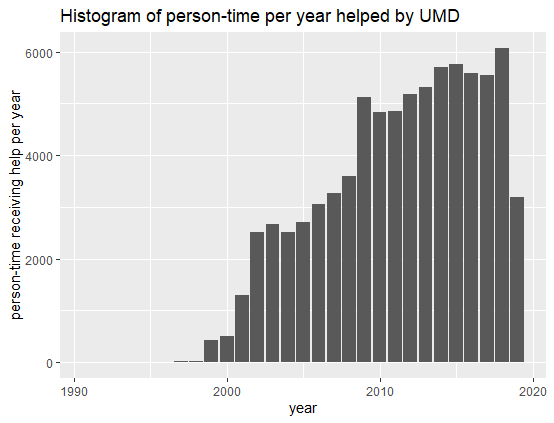 Histogram of person-time per year helped by UMD
person-time receiving help per year
6000
4000
2000
0
1990
2000
2010
2020
year